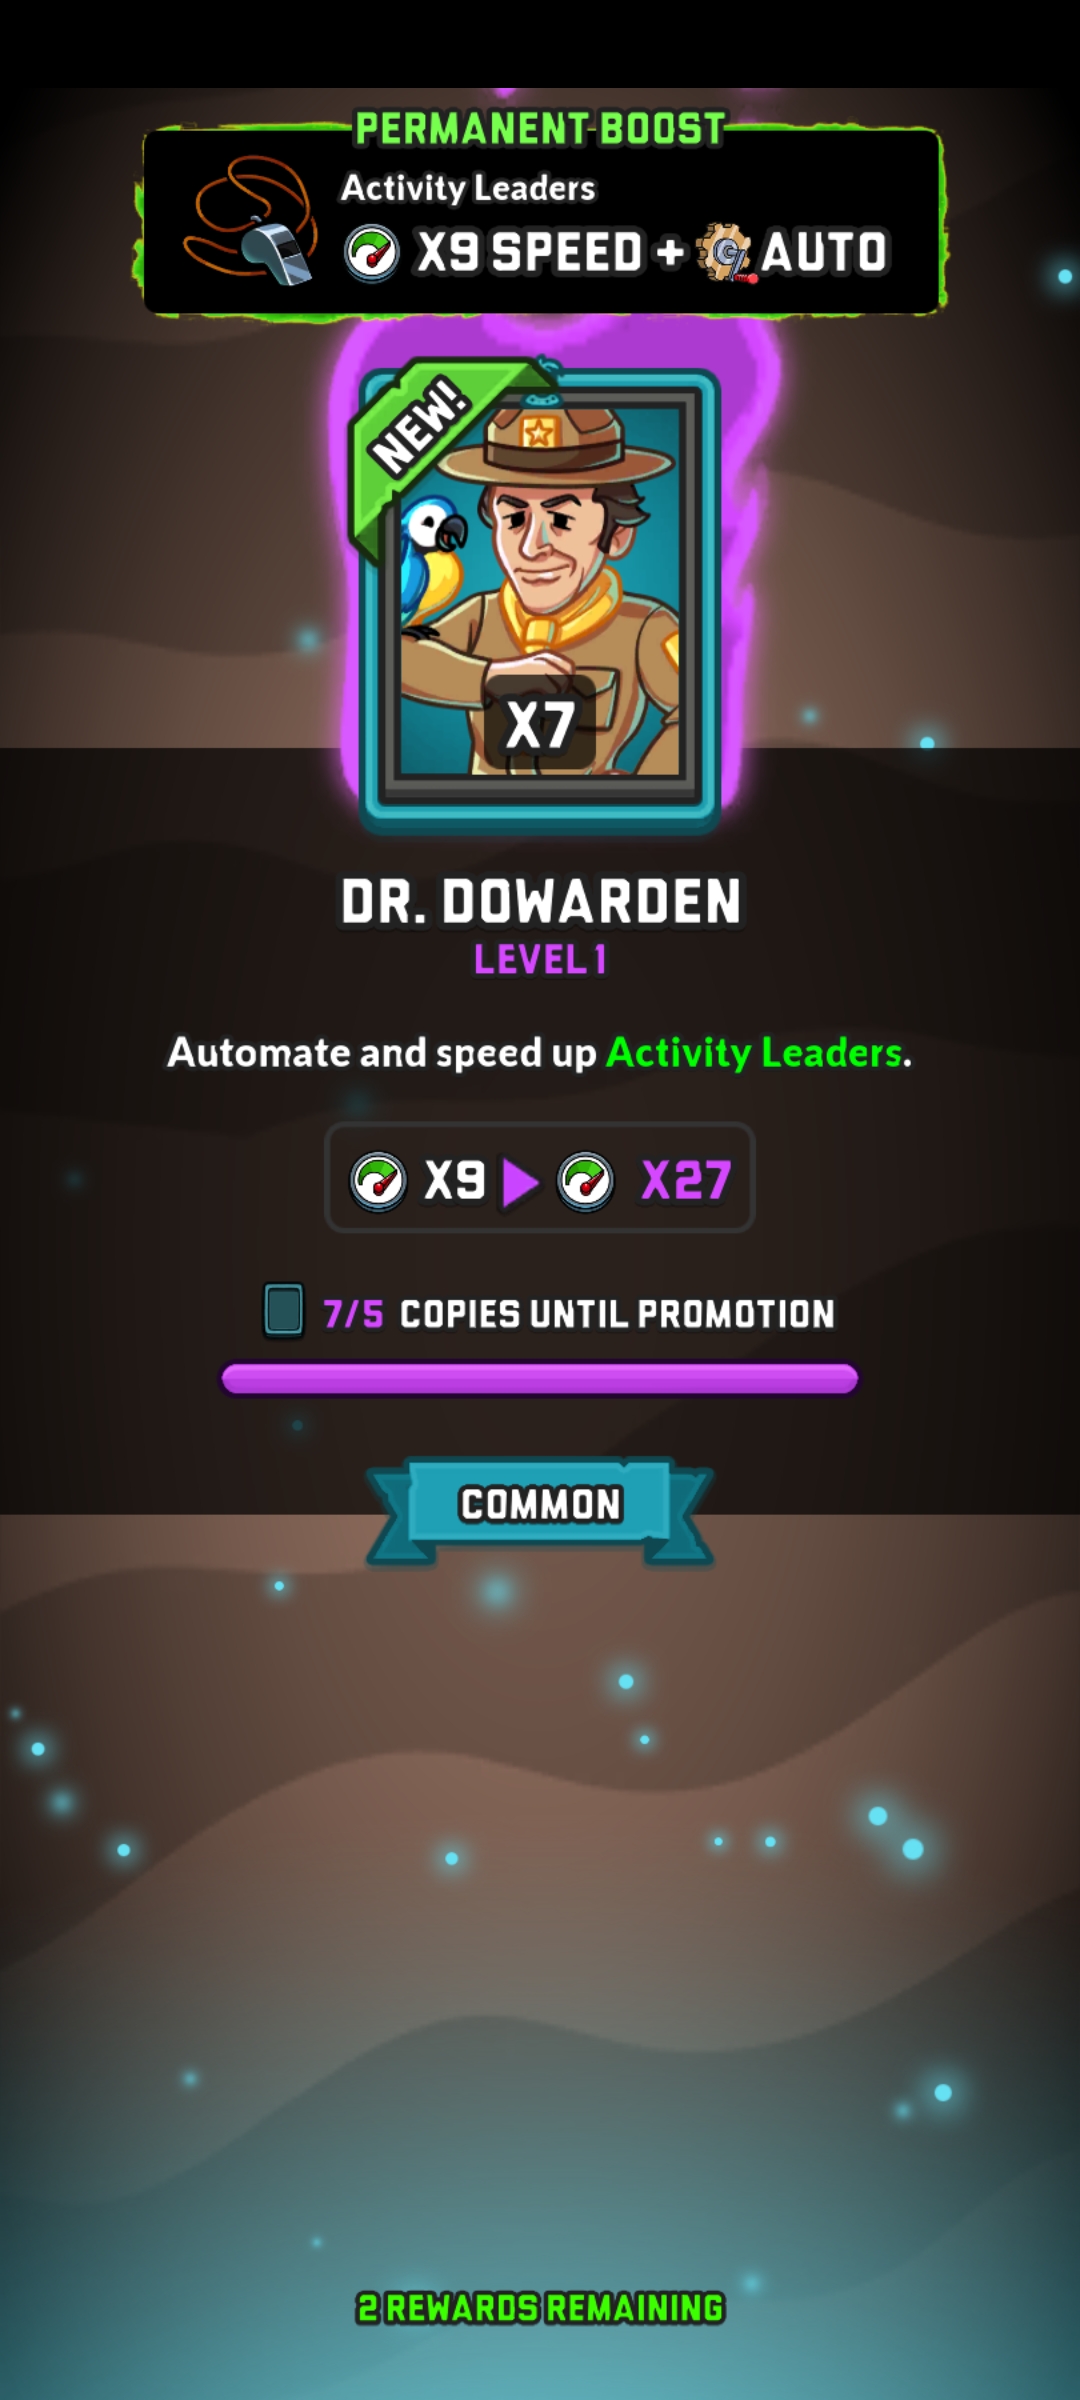 PERMANENT BOOST
Activity Leaders
X9 SPEED + AUTO
NEW!
X7
DR. DOWARDEN
LEVEL 1
Automate and speed up Activity Leaders.
X9 X27
7/5 COPIES UNTIL PROMOTION
COMMON
2 REWARDS REMAINING